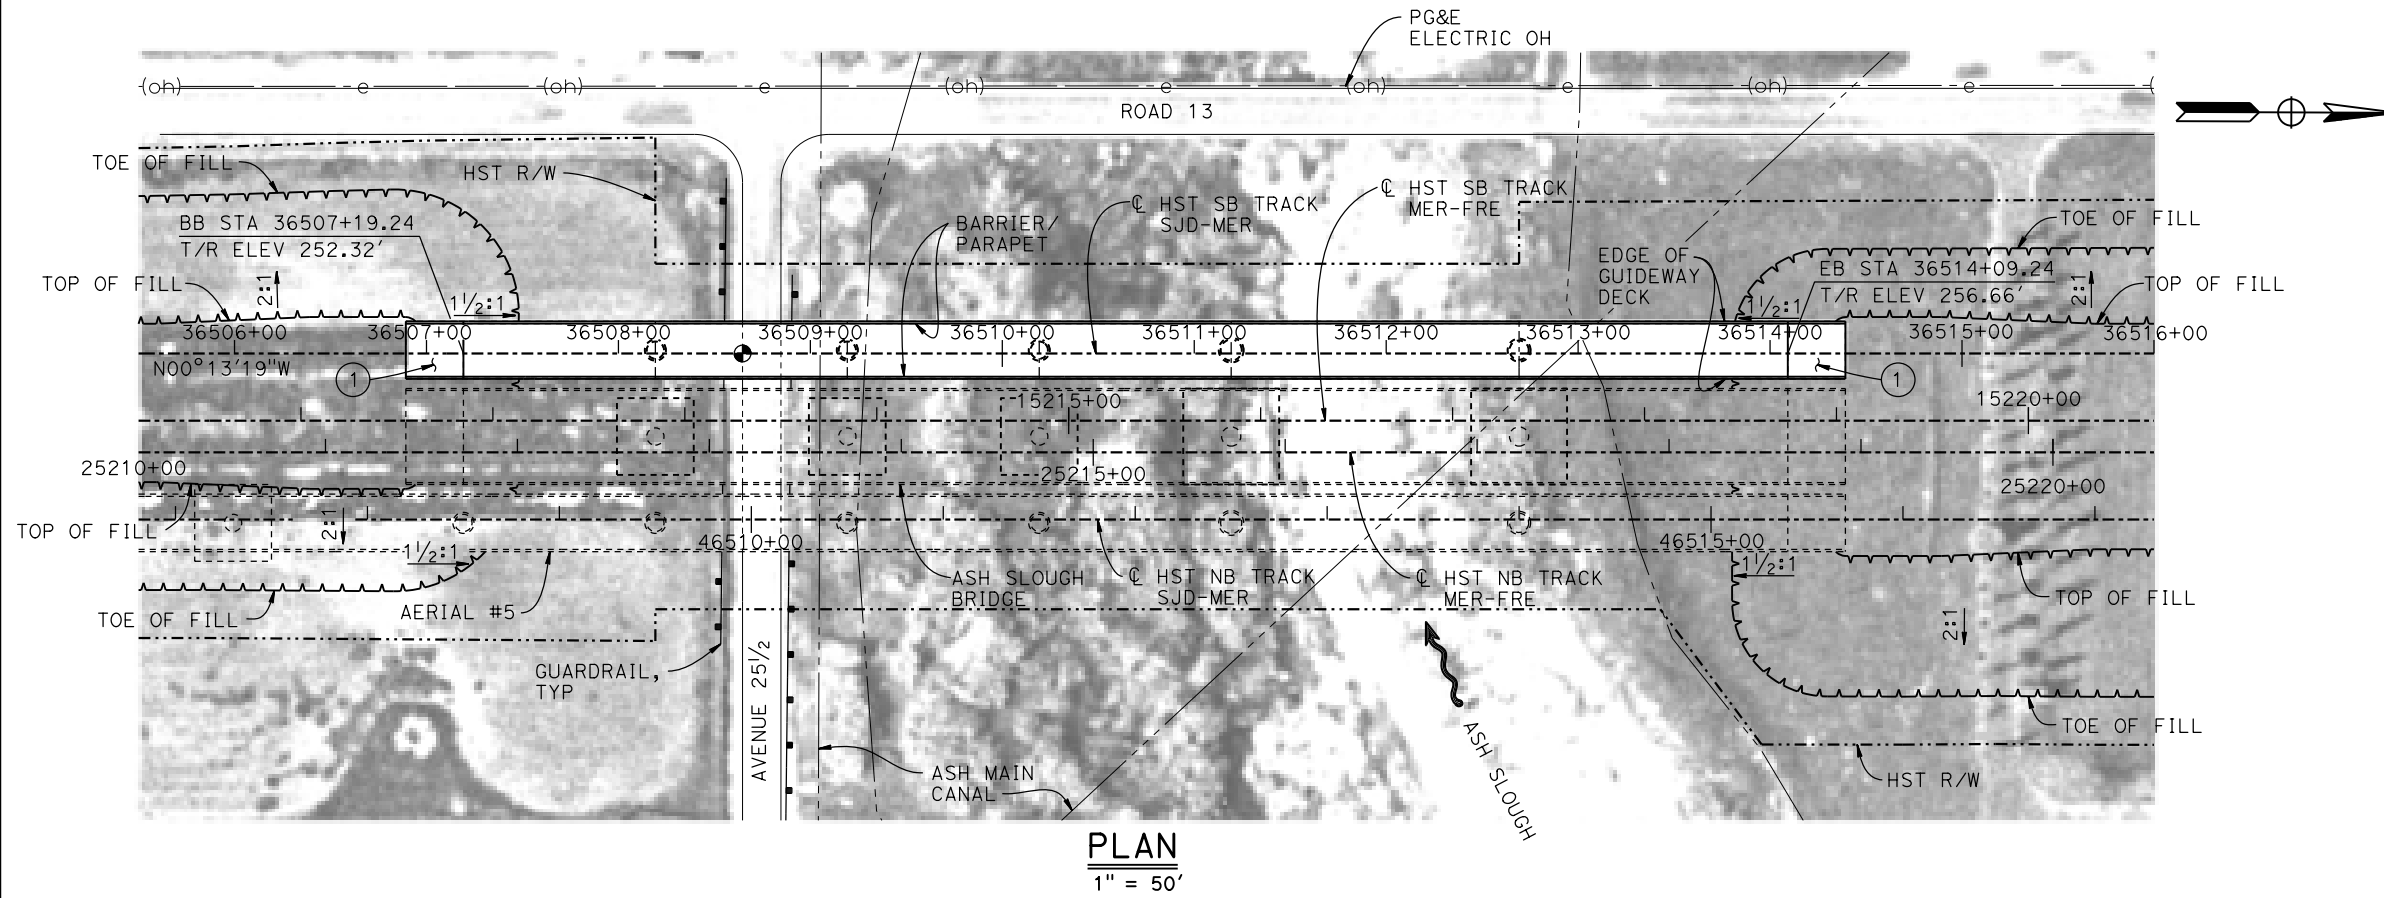 PG&E
ELECTRIC OH
(oh) e (oh) e (oh) e (oh) e (oh) e (
ROAD 13
TOE OF FILL
HST R/W
℄ HST SB TRACK
SJD-MER
℄ HST SB TRACK
MER-FRE
BB STA 36507+19.24
T/R ELEV 252.32'
BARRIER/
PARAPET
TOE OF FILL
EDGE OF
GUIDEWAY
DECK
EB STA 36514+09.24
T/R ELEV 256.66'
TOP OF FILL
2:1
1½:1
1½:1
2:1
TOP OF FILL
36506+00 36507+00 36508+00 36509+00 36510+00 36511+00 36512+00 36513+00 36514+00 36515+00 36516+00
N00°13'19"W
1
1
15215+00
15220+00
25210+00
25215+00
25220+00
TOP OF FILL
2:1
1½:1
46510+00
46515+00
1½:1
TOE OF FILL
AERIAL #5
ASH SLOUGH
BRIDGE
℄ HST NB TRACK
SJD-MER
℄ HST NB TRACK
MER-FRE
TOP OF FILL
2:1
GUARDRAIL,
TYP
AVENUE 25½
ASH MAIN
CANAL
ASH SLOUGH
TOE OF FILL
HST R/W
PLAN
1" = 50'